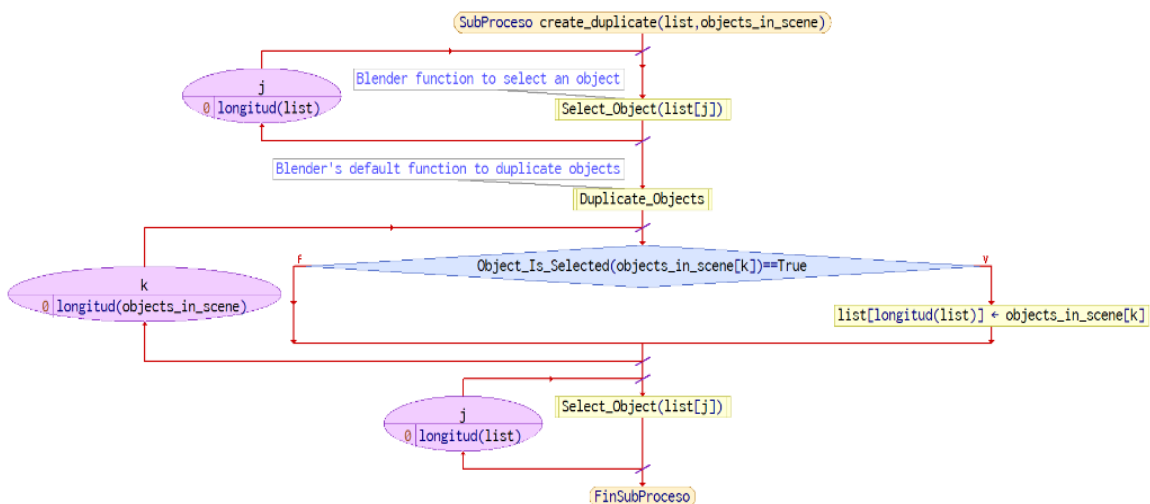 SubProceso create_duplicate(list,objects_in_scene)
Blender function to select an object
j
0 longitud(list)
Select_Object(list[j])
Blender's default function to duplicate objects
Duplicate_Objects
F
Object_Is_Selected(objects_in_scene[k])==True
V
k
0 longitud(objects_in_scene)
list[longitud(list)] ← objects_in_scene[k]
j
0 longitud(list)
Select_Object(list[j])
FinSubProceso